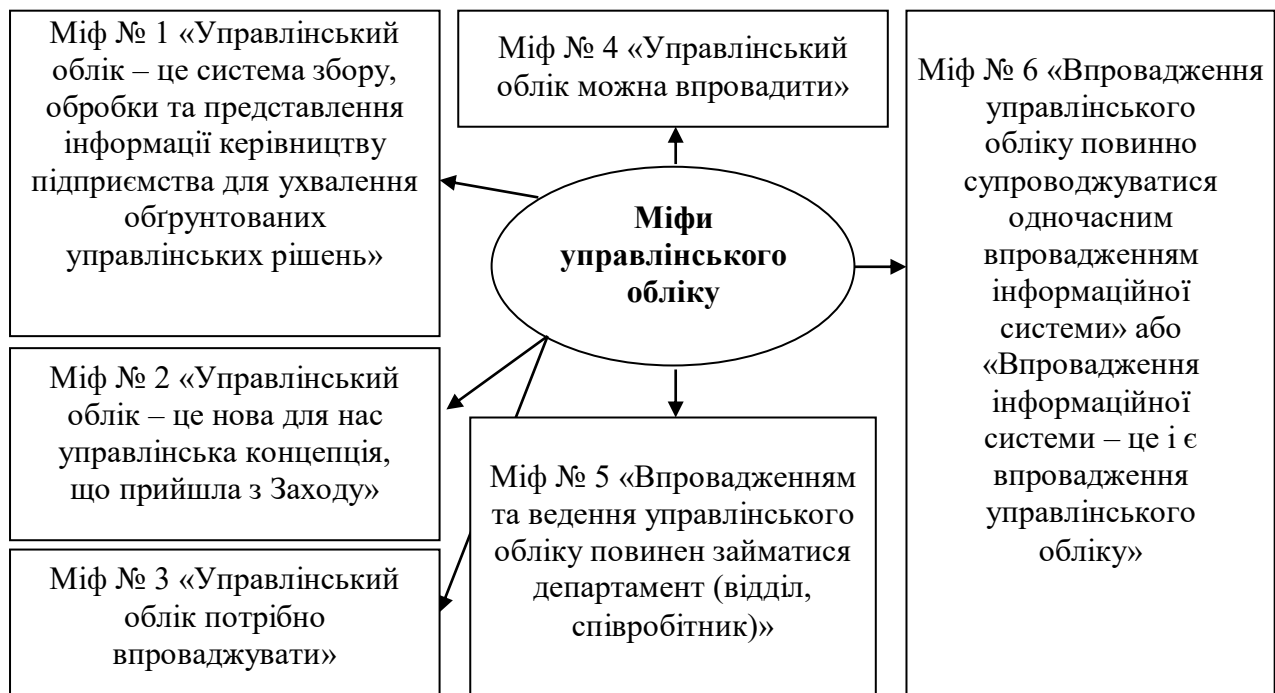 Міф № 1 «Управлінський
облік – це система збору,
обробки та представлення
інформації керівництву
підприємства для ухвалення
обґрунтованих
управлінських рішень»
Міф № 4 «Управлінський
облік можна впровадити»
Міф № 6 «Впровадження
управлінського
обліку повинно
супроводжуватися
одночасним
впровадженням
інформаційної
системи» або
«Впровадження
інформаційної
системи – це і є
впровадження
управлінського
обліку»
Міфи
управлінського
обліку
Міф № 2 «Управлінський
облік – це нова для нас
управлінська концепція,
що прийшла з Заходу»
Міф № 5 «Впровадженням
та ведення управлінського
обліку повинен займатися
департамент (відділ,
співробітник)»
Міф № 3 «Управлінський
облік потрібно
впроваджувати»